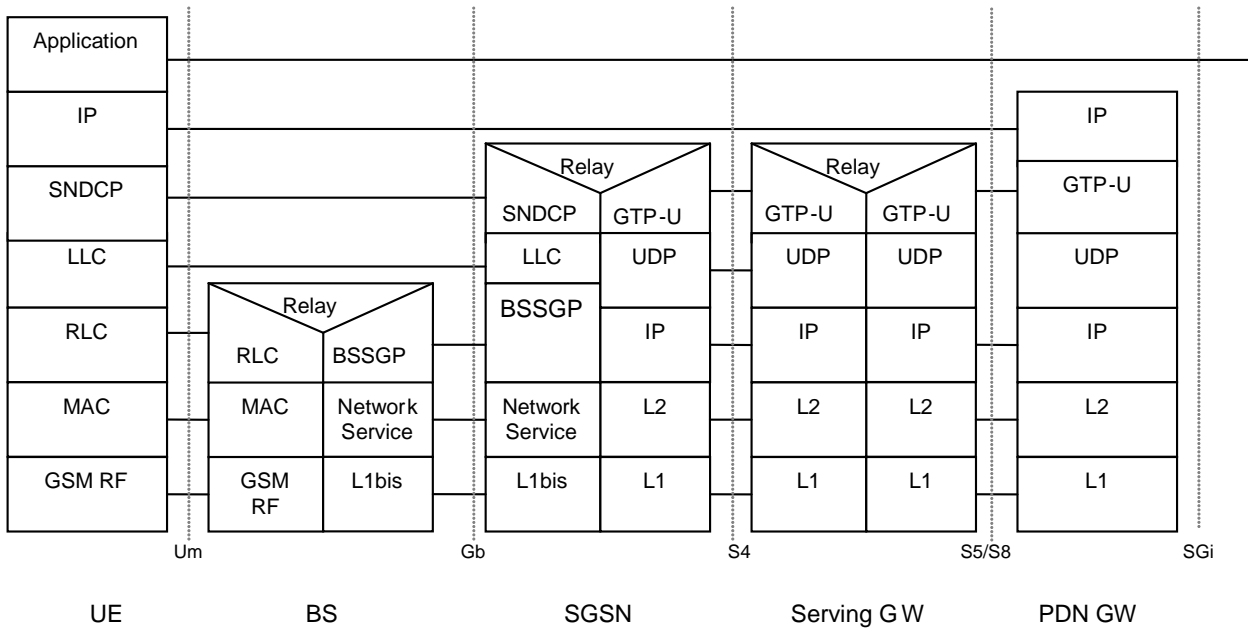 Application
IP
SNDCP
LLC
RLC
MAC
GSM RF
Relay
RLC
BSSGP
MAC
Network
Service
GSM
RF
L1bis
Relay
SNDCP
GTP-U
LLC
UDP
BSSGP
IP
Network
Service
L2
L1bis
L1
Relay
GTP-U
GTP-U
UDP
UDP
IP
IP
L2
L2
L1
L1
IP
GTP-U
UDP
IP
L2
L1
Um
Gb
S4
S5/S8
SGi
UE
BS
SGSN
Serving GW
PDN GW